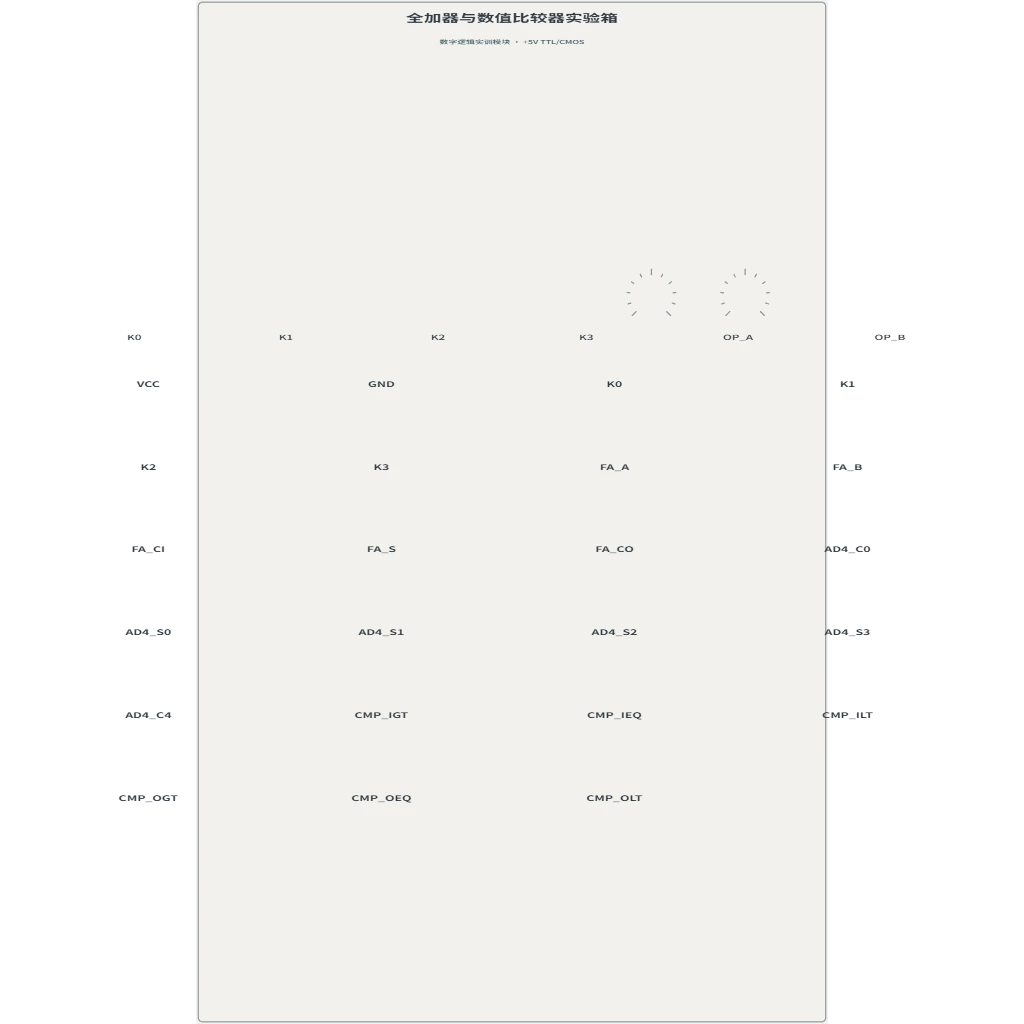 全加器与数值比较器实验箱
数字逻辑实训模块 · +5V TTL/CMOS
K0 K1 K2 K3 OP_A OP_B
VCC GND K0 K1
K2 K3 FA_A FA_B
FA_CI FA_S FA_CO AD4_C0
AD4_S0 AD4_S1 AD4_S2 AD4_S3
AD4_C4 CMP_IGT CMP_IEQ CMP_ILT
CMP_OGT CMP_OEQ CMP_OLT